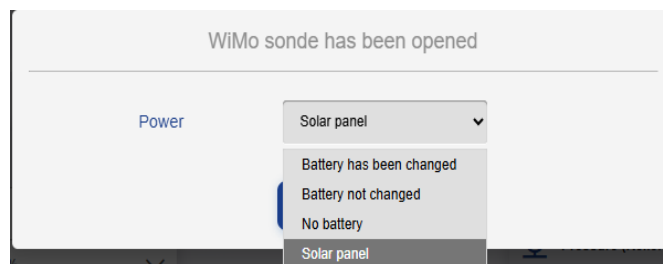 WiMo sonde has been opened
Power
Solar panel
Battery has been changed
Battery not changed
No battery
Solar panel